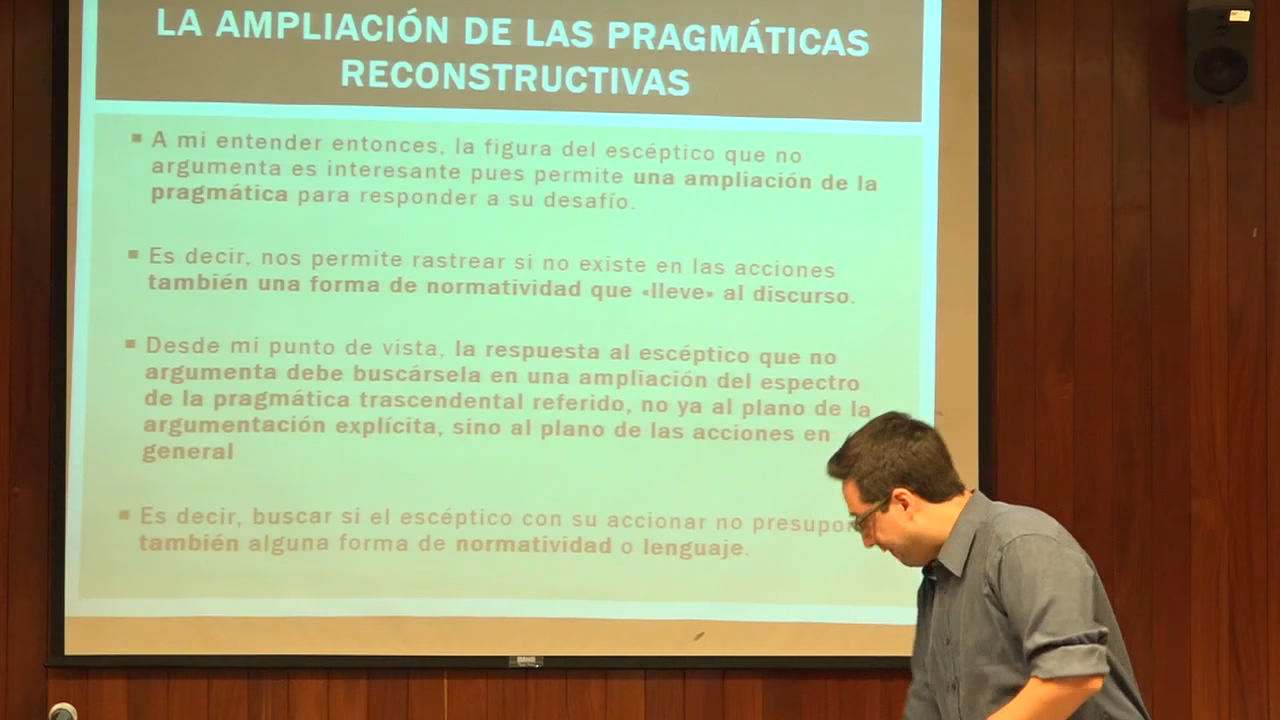 LA AMPLIACIÓN DE LAS PRAGMÁTICAS
RECONSTRUCTIVAS
A mi entender entonces, la figura del escéptico que no
argumenta es interesante pues permite una ampliación de la
pragmática para responder a su desafío.
Es decir, nos permite rastrear si no existe en las acciones
también una forma de normatividad que «lleve» al discurso.
Desde mi punto de vista, la respuesta al escéptico que no
argumenta debe buscársela en una ampliación del espectro
de la pragmática trascendental referido, no ya al plano de la
argumentación explícita, sino al plano de las acciones en
general
Es decir, buscar si el escéptico con su accionar no
también alguna forma de normatividad o lenguaje.